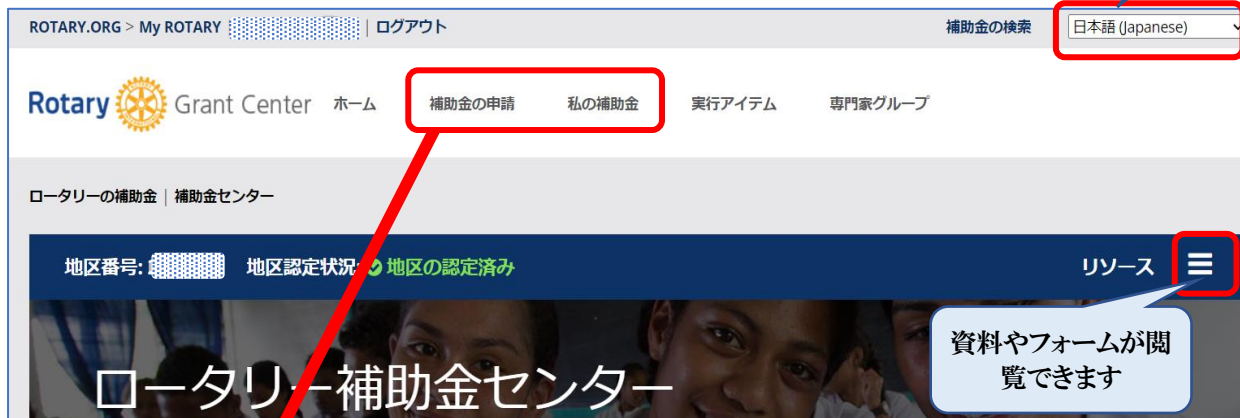 ROTARY.ORG > My ROTARY | ログアウト 補助金の検索 日本語 (Japanese)
Rotary Grant Center ホーム 補助金の申請 私の補助金 実行アイテム 専門家グループ
ロータリーの補助金 | 補助金センター
地区番号: 地区認定状況: 地区の認定済み リソース
資料やフォームが閲
覧できます
ロータリー補助金センター